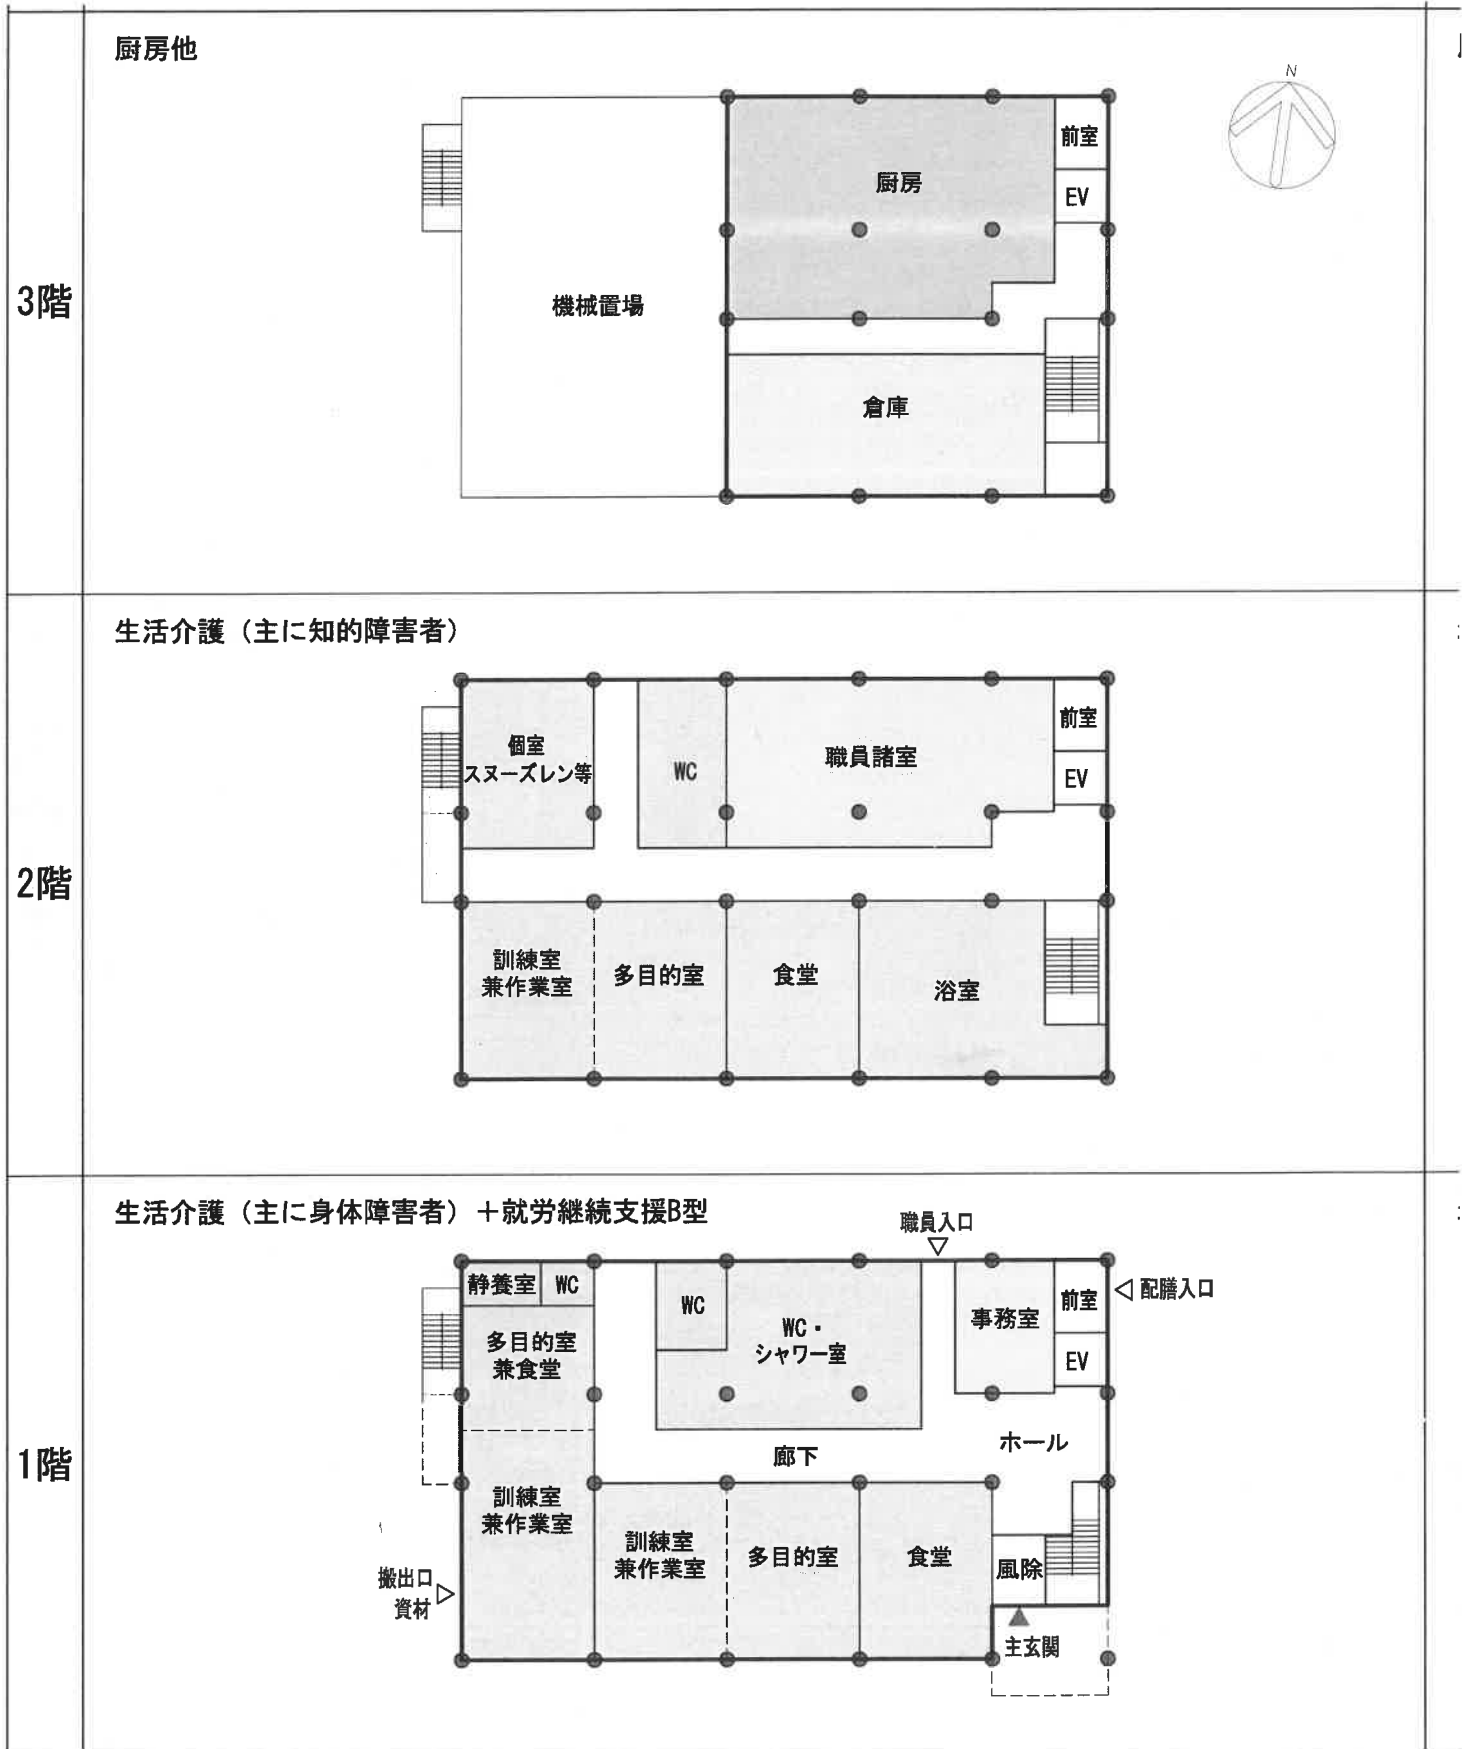 厨房他
N
前室
厨房
EV
3階
機械置場
倉庫
生活介護（主に知的障害者）
前室
個室
スヌーズレン等
WC
職員諸室
EV
2階
訓練室
兼作業室
多目的室
食堂
浴室
生活介護（主に身体障害者）＋就労継続支援B型
職員入口
静養室
WC
WC
WC・
シャワー室
事務室
前室
配膳入口
多目的室
兼食堂
EV
ホール
廊下
1階
訓練室
兼作業室
訓練室
兼作業室
多目的室
食堂
風除
搬出口
資材
主玄関